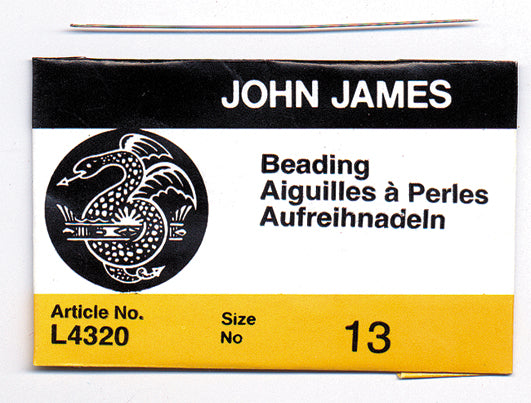 JOHN JAMES
Beading
Aiguilles à Perles
Aufreihnadeln
Article No.
L4320
Size
No
13